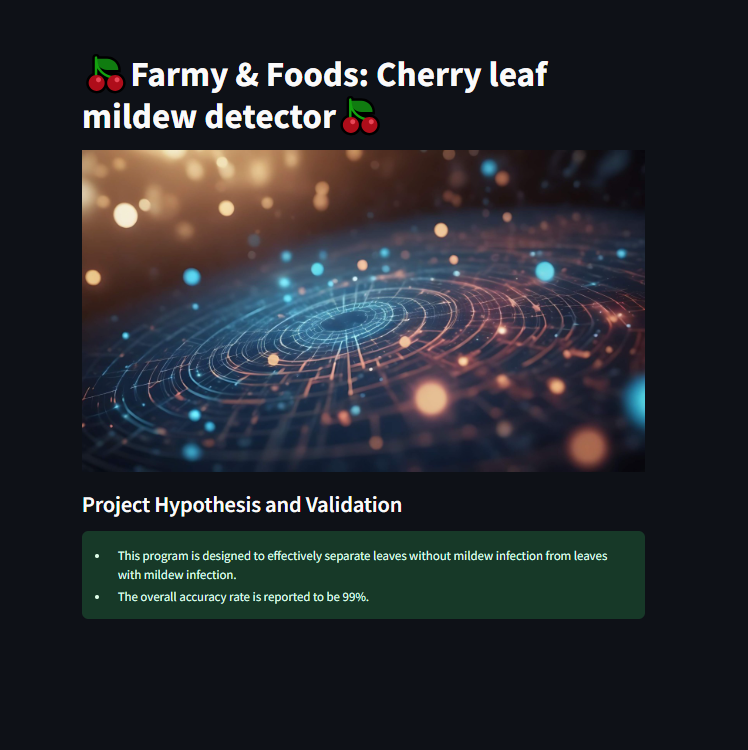 🍒Farmy & Foods: Cherry leaf
mildew detector🍒
Project Hypothesis and Validation
• This program is designed to effectively separate leaves without mildew infection from leaves
with mildew infection.
• The overall accuracy rate is reported to be 99%.